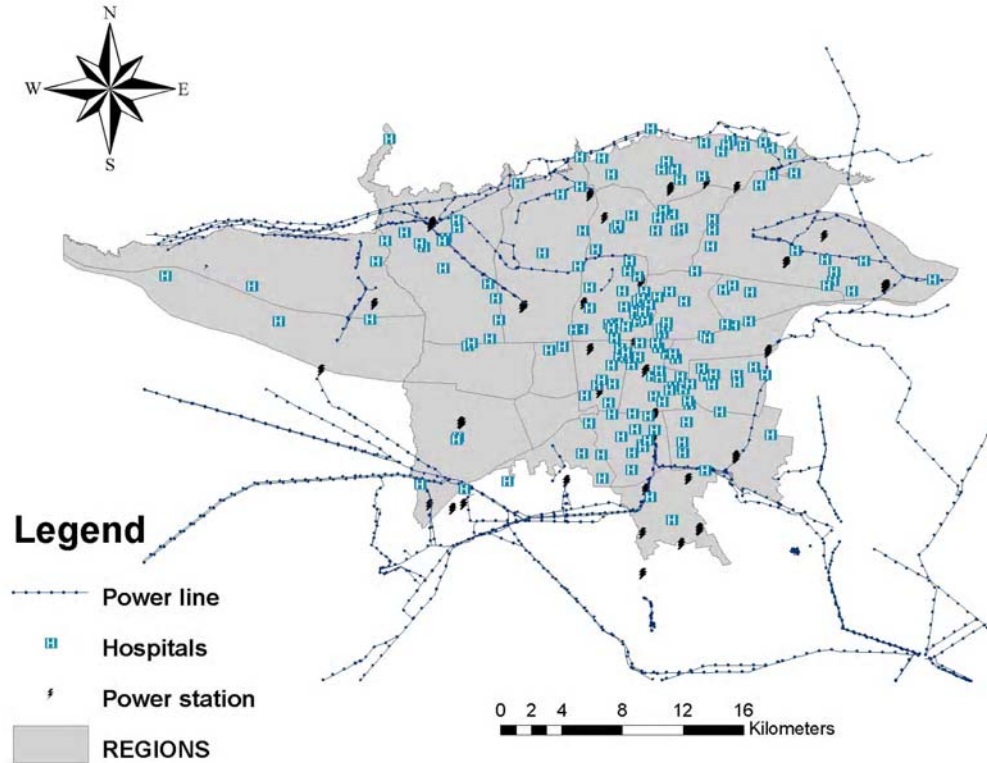 N
W E
S
Legend
Power line
H Hospitals
Power station
REGIONS
0 2 4 8 12 16
Kilometers